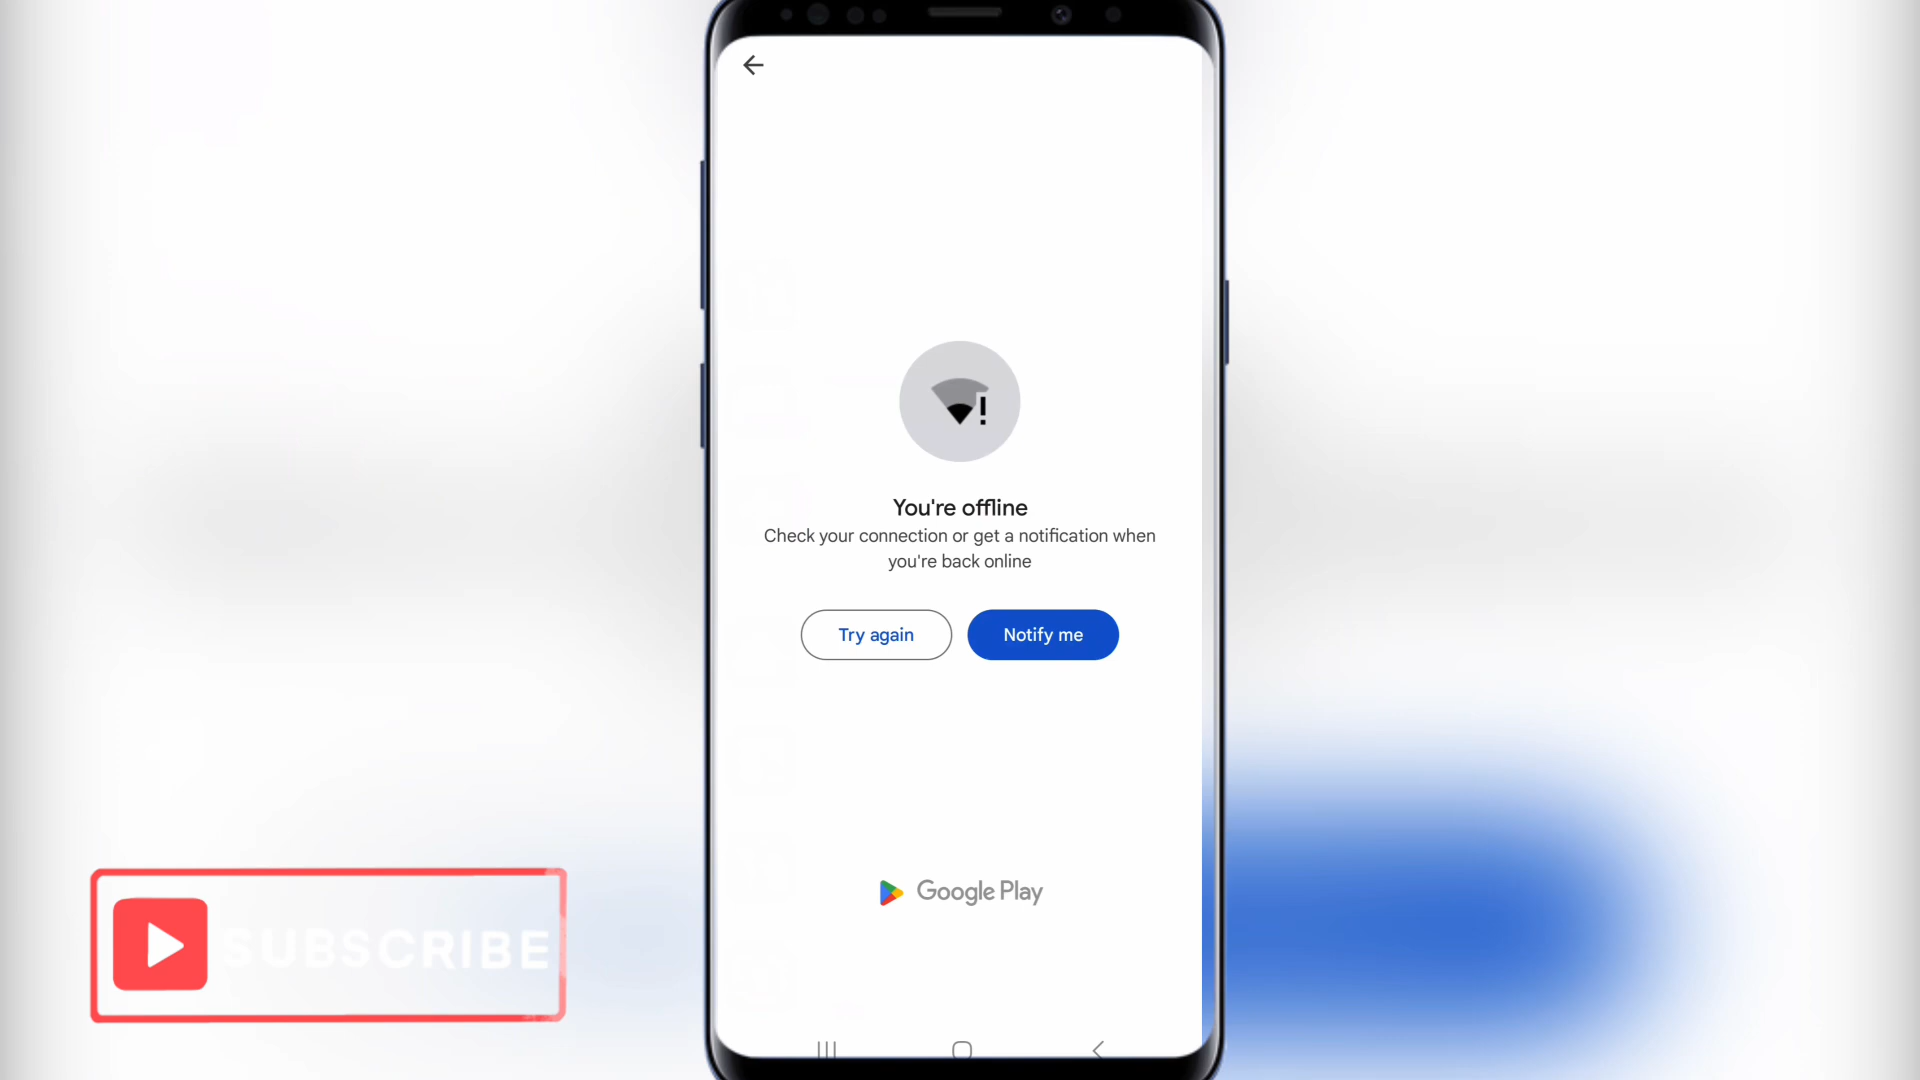 You're offline
Check your connection or get a notification when
you're back online
Try again
Notify me
Google Play
SUBSCRIBE